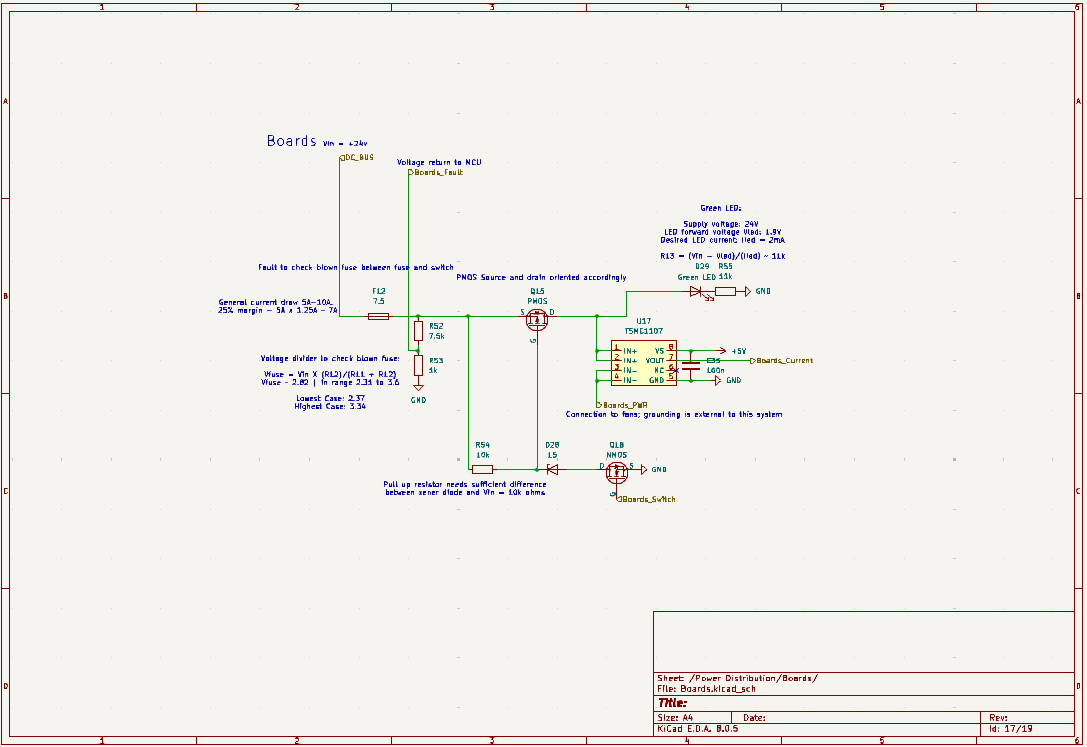 1 2 3 4 5 6
A A
Boards Vin = +24v
DC_BUS
Voltage return to MCU
Boards_Fault
Green LED:
Supply voltage: 24V
LED forward voltage Vled: 1.9V
Desired LED current: Iled = 2mA
R13 = (Vin - Vled)/(Iled) ~ 11k
Fault to check blown fuse between fuse and switch
PMOS Source and drain oriented accordingly
D29 R55
Green LED 11k
GND
B B
F12
7.5
Q15
PMOS
S D
G
General current draw 5A-10A.
25% margin - 5A x 1.25A - 7A
R52
7.5k
R53
1k
GND
U17
TSMC1107
1 IN+ VS 8
2 IN+ VOUT 7
3 IN- NC 6
4 IN- GND 5
+5V
100n
Boards_Current
GND
Voltage divider to check blown fuse:
Vfuse = Vin X (R12)/(R11 + R12)
Vfuse - 2.82 | in range 2.31 to 3.6
Lowest Case: 2.37
Highest Case: 3.34
Boards_PWR
Connection to fans; grounding is external to this system
R54
10k
D28
15
Q18
NMOS
D S
G
GND
Boards_Switch
C C
Pull up resistor needs sufficient difference
between zener diode and Vin = 10k ohms
D D
Sheet: /Power Distribution/Boards/
File: Boards.kicad_sch
Title:
Size: A4 Date: Rev:
KiCad E.D.A. 8.0.5 Id: 17/19
1 2 3 4 5 6